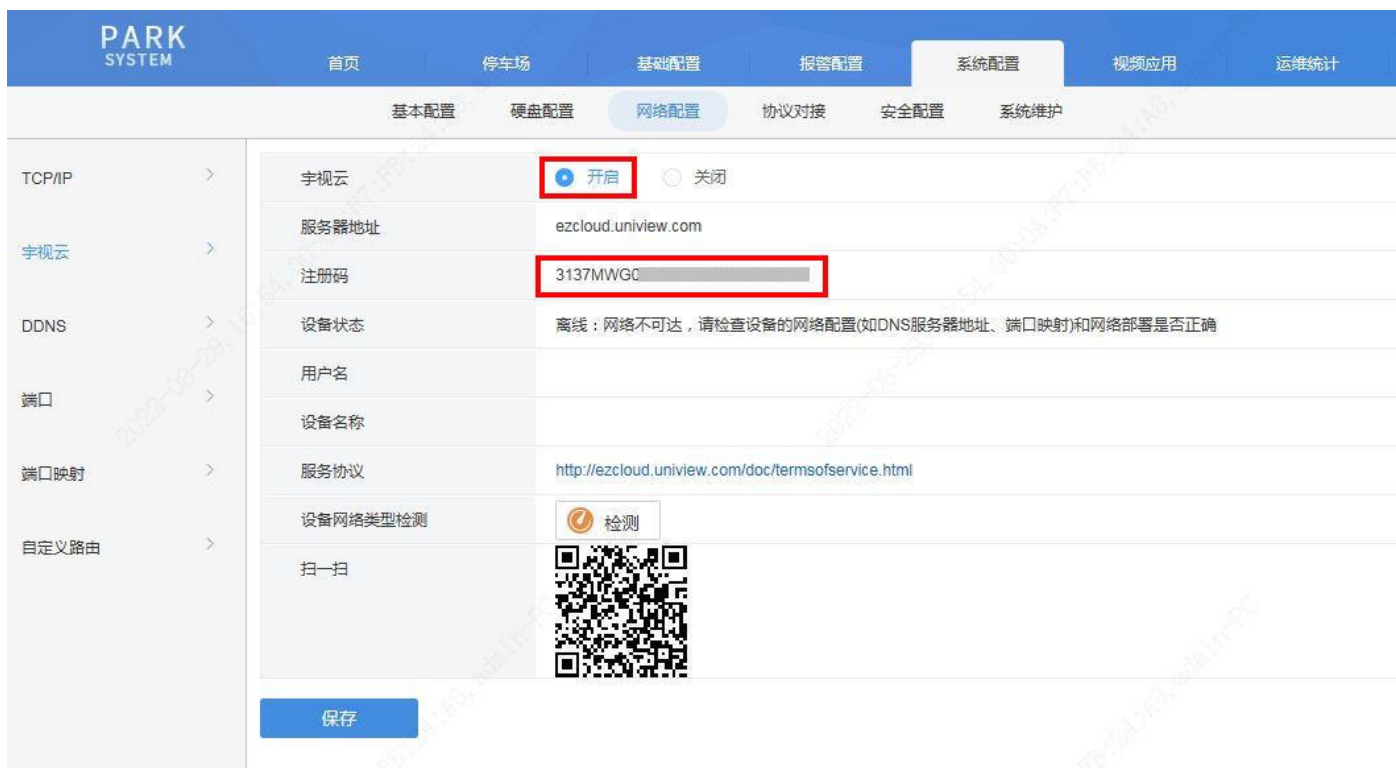 PARK
SYSTEM
首页 停车场 基础配置 报警配置 系统配置 视频应用 运维统计
基本配置 硬盘配置 网络配置 协议对接 安全配置 系统维护
TCP/IP
宇视云
DDNS
端口
端口映射
自定义路由
宇视云 开启 关闭
服务器地址 ezcloud.uniview.com
注册码 3137MWG0
设备状态 离线：网络不可达，请检查设备的网络配置(如DNS服务器地址、端口映射)和网络部署是否正确
用户名
设备名称
服务协议 http://ezcloud.uniview.com/doc/termsofservice.html
设备网络类型检测 检测
扫一扫
保存